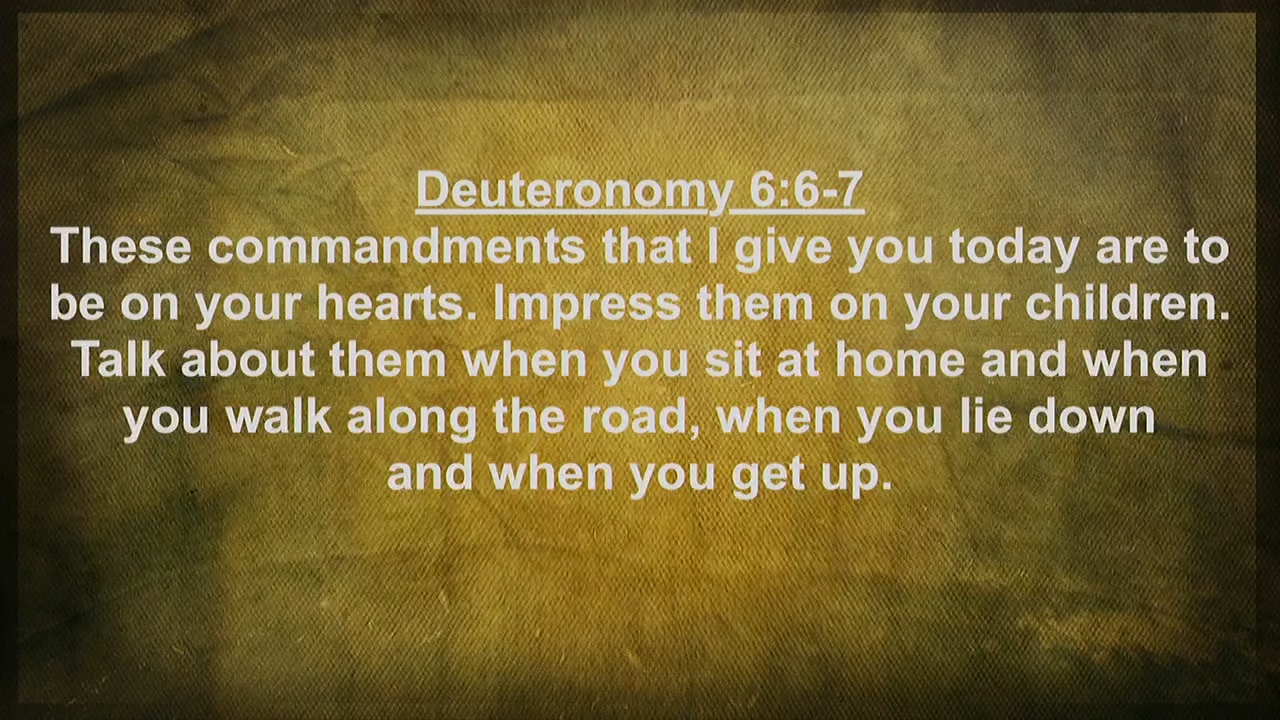 Deuteronomy 6:6-7
These commandments that I give you today are to
be on your hearts. Impress them on your children.
Talk about them when you sit at home and when
you walk along the road, when you lie down
and when you get up.